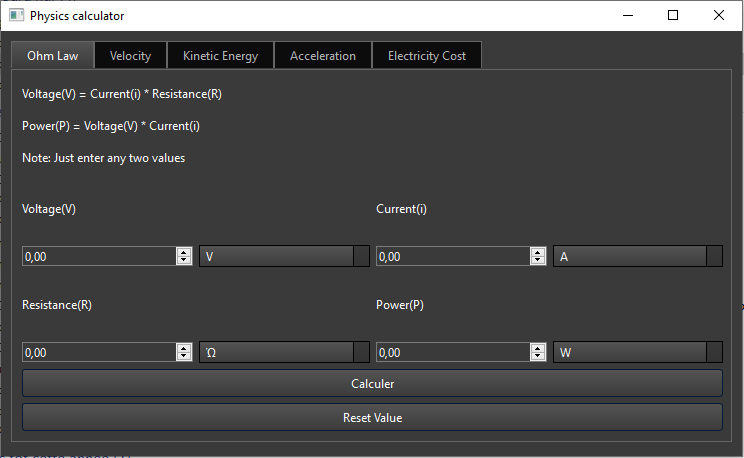 Physics calculator
Ohm Law Velocity Kinetic Energy Acceleration Electricity Cost
Voltage(V) = Current(i) * Resistance(R)
Power(P) = Voltage(V) * Current(i)
Note: Just enter any two values
Voltage(V) Current(i)
0,00 V 0,00 A
Resistance(R) Power(P)
0,00 Ώ 0,00 W
Calculer
Reset Value